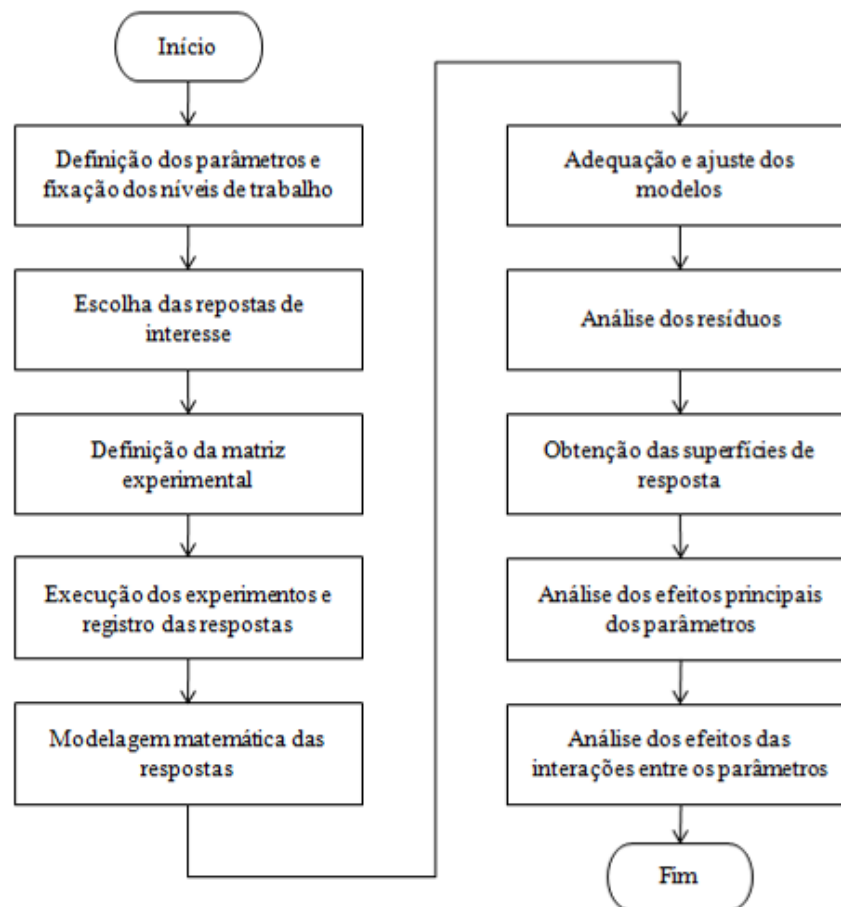 Início
Definição dos parâmetros e
fixação dos níveis de trabalho
Escolha das repostas de
interesse
Definição da matriz
experimental
Execução dos experimentos e
registro das respostas
Modelagem matemática das
respostas
Adequação e ajuste dos
modelos
Análise dos resíduos
Obtenção das superfícies de
resposta
Análise dos efeitos principais
dos parâmetros
Análise dos efeitos das
interações entre os parâmetros
Fim